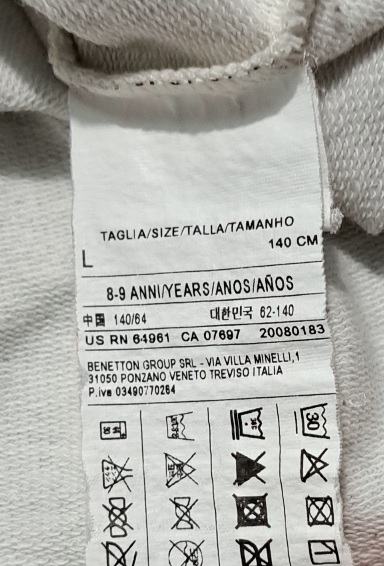 TAGLIA/SIZE/TALLA/TAMANHO
L 140 CM
8-9 ANNI/YEARS/ANOS/AÑOS
中国 140/64 대한민국 62-140
US RN 64961 CA 07697 20080183
BENETTON GROUP SRL - VIA VILLA MINELLI,1
31050 PONZANO VENETO TREVISO ITALIA
P.iva 03490770264
30